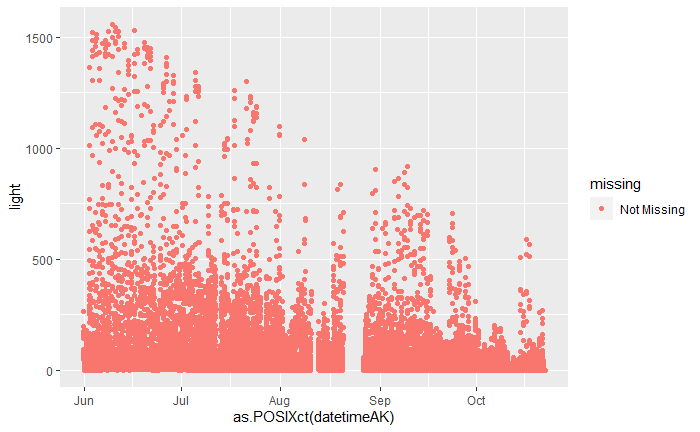 1500
1000
500
0
light
Jun
Jul
Aug
Sep
Oct
as.POSIXct(datetimeAK)
missing
Not Missing